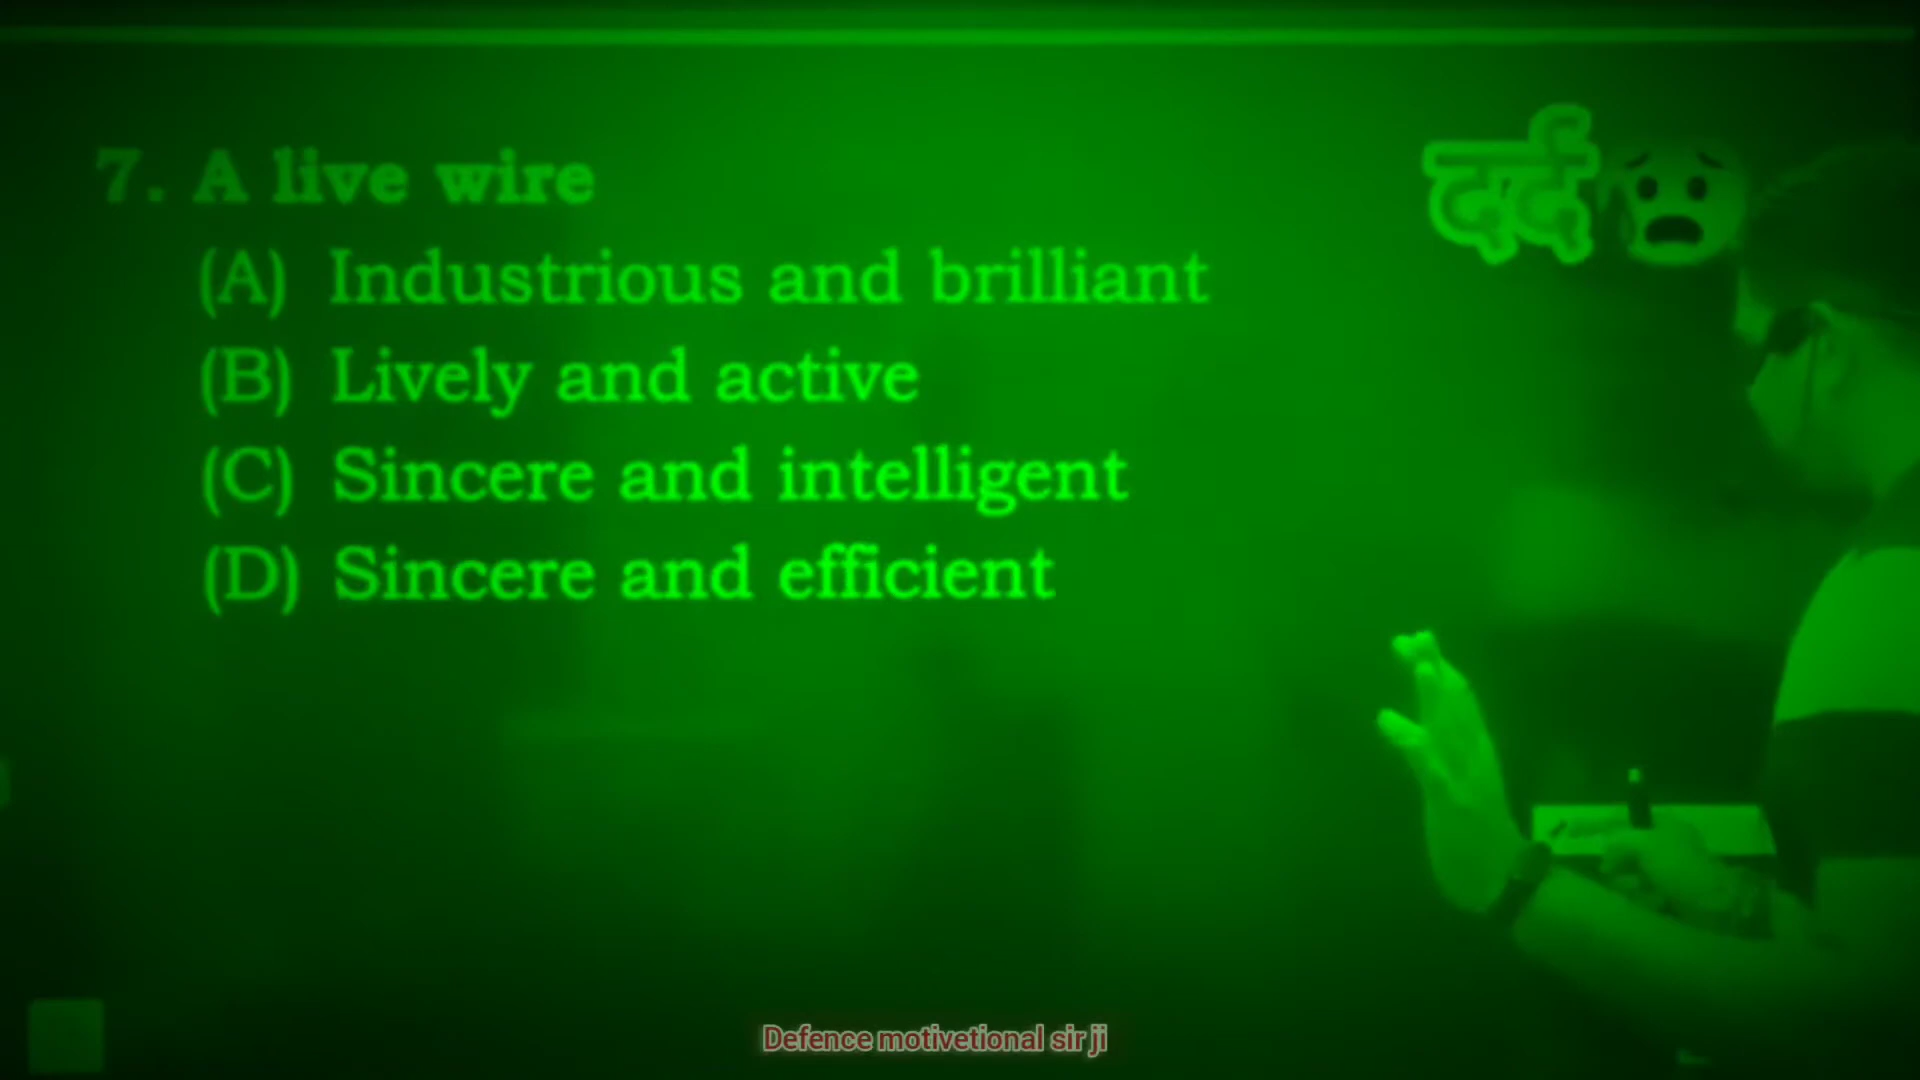 7. A live wire
दर्द
(A) Industrious and brilliant
(B) Lively and active
(C) Sincere and intelligent
(D) Sincere and efficient
Defence motivetional sir ji